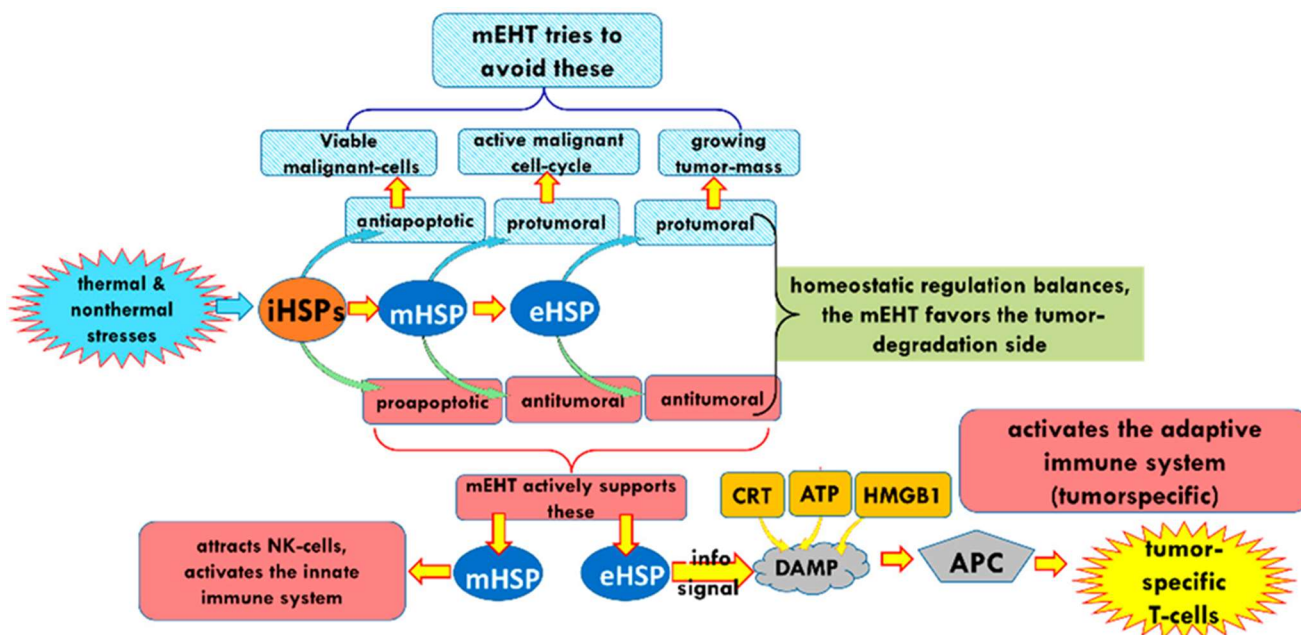 mEHT tries to
avoid these
Viable
malignant-cells
active malignant
cell-cycle
growing
tumor-mass
antiapoptotic
protumoral
protumoral
thermal &
nonthermal
stresses
iHSPs
mHSP
eHSP
homeostatic regulation balances,
the mEHT favors the tumor-
degradation side
proapoptotic
antitumoral
antitumoral
mEHT actively supports
these
CRT
ATP
HMGB1
activates the adaptive
immune system
(tumorspecific)
attracts NK-cells,
activates the innate
immune system
mHSP
eHSP
info
signal
DAMP
APC
tumor-
specific
T-cells